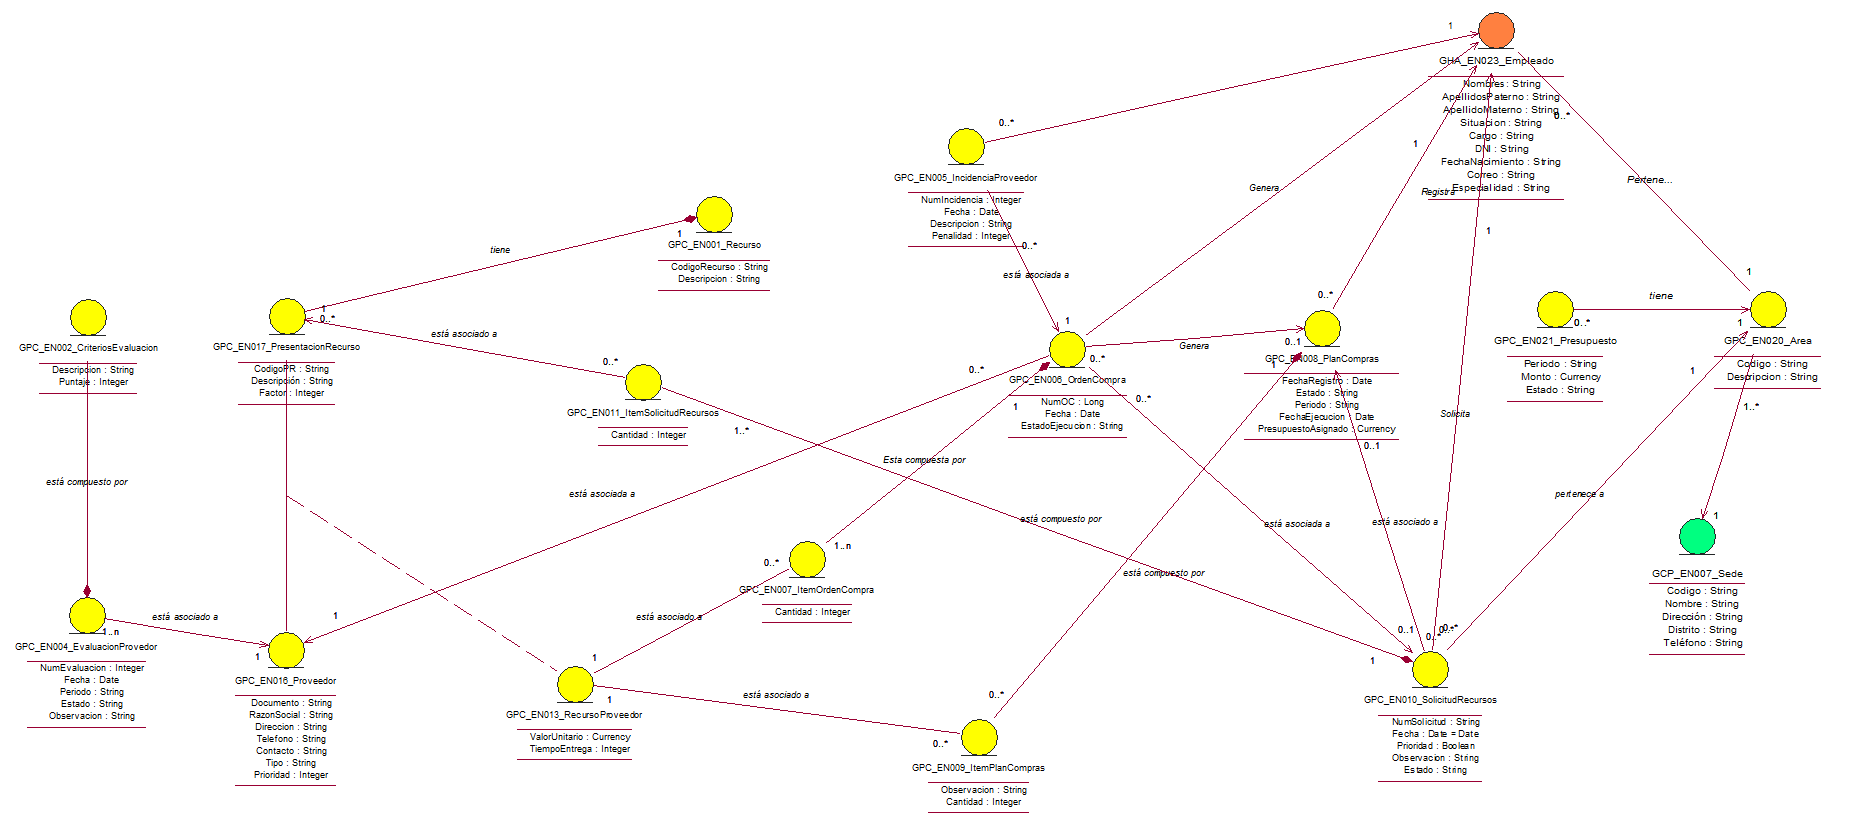 1
GHA_EN023_Empleado
Nombres : String
ApellidosPaterno : String
ApellidoMaterno : String
Situacion : String
Cargo : String
DNI : String
FechaNacimiento : String
Correo : String
Especialidad : String
0..*
0..*
1
Genera
Registra
Pertene...
1
1
GPC_EN005_IncidenciaProveedor
NumIncidencia : Integer
Fecha : Date
Descripcion : String
Penalidad : Integer
0..*
está asociada a
1
GPC_EN001_Recurso
CodigoRecurso : String
Descripcion : String
1
tiene
1
0..*
GPC_EN017_PresentacionRecurso
CodigoPR : String
Descripción : String
Factor : Integer
está asociado a
0..*
GPC_EN002_CriteriosEvaluacion
Descripcion : String
Puntaje : Integer
GPC_EN011_ItemSolicitudRecursos
Cantidad : Integer
1..*
0..*
0..*
GPC_EN006_OrdenCompra
NumOC : Long
Fecha : Date
EstadoEjecucion : String
1
0..*
Genera
0..*
0..1
1
GPC_EN008_PlanCompras
FechaRegistro : Date
Estado : String
Periodo : String
FechaEjecucion : Date
PresupuestoAsignado : Currency
0..1
Solicita
tiene
0..*
GPC_EN021_Presupuesto
Periodo : String
Monto : Currency
Estado : String
1
1
GPC_EN020_Area
Codigo : String
Descripcion : String
1..*
1
GCP_EN007_Sede
Codigo : String
Nombre : String
Dirección : String
Distrito : String
Teléfono : String
está compuesto por
Esta compuesta por
está asociada a
está compuesto por
está asociada a
está asociado a
pertenece a
1..n
0..*
GPC_EN007_ItemOrdenCompra
Cantidad : Integer
está compuesto por
está asociado a
1
1..n
GPC_EN004_EvaluacionProvedor
NumEvaluacion : Integer
Fecha : Date
Periodo : String
Estado : String
Observacion : String
está asociado a
1
GPC_EN016_Proveedor
Documento : String
RazonSocial : String
Direccion : String
Telefono : String
Contacto : String
Tipo : String
Prioridad : Integer
1
1
GPC_EN013_RecursoProveedor
ValorUnitario : Currency
TiempoEntrega : Integer
está asociado a
0..*
0..*
GPC_EN009_ItemPlanCompras
Observacion : String
Cantidad : Integer
0..1
0..*
0..*
1
GPC_EN010_SolicitudRecursos
NumSolicitud : String
Fecha : Date = Date
Prioridad : Boolean
Observacion : String
Estado : String